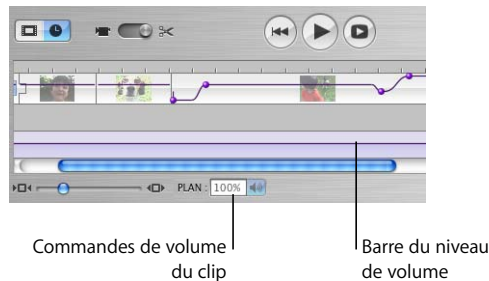 PLAN : 100%
Commandes de volume
du clip
Barre du niveau
de volume